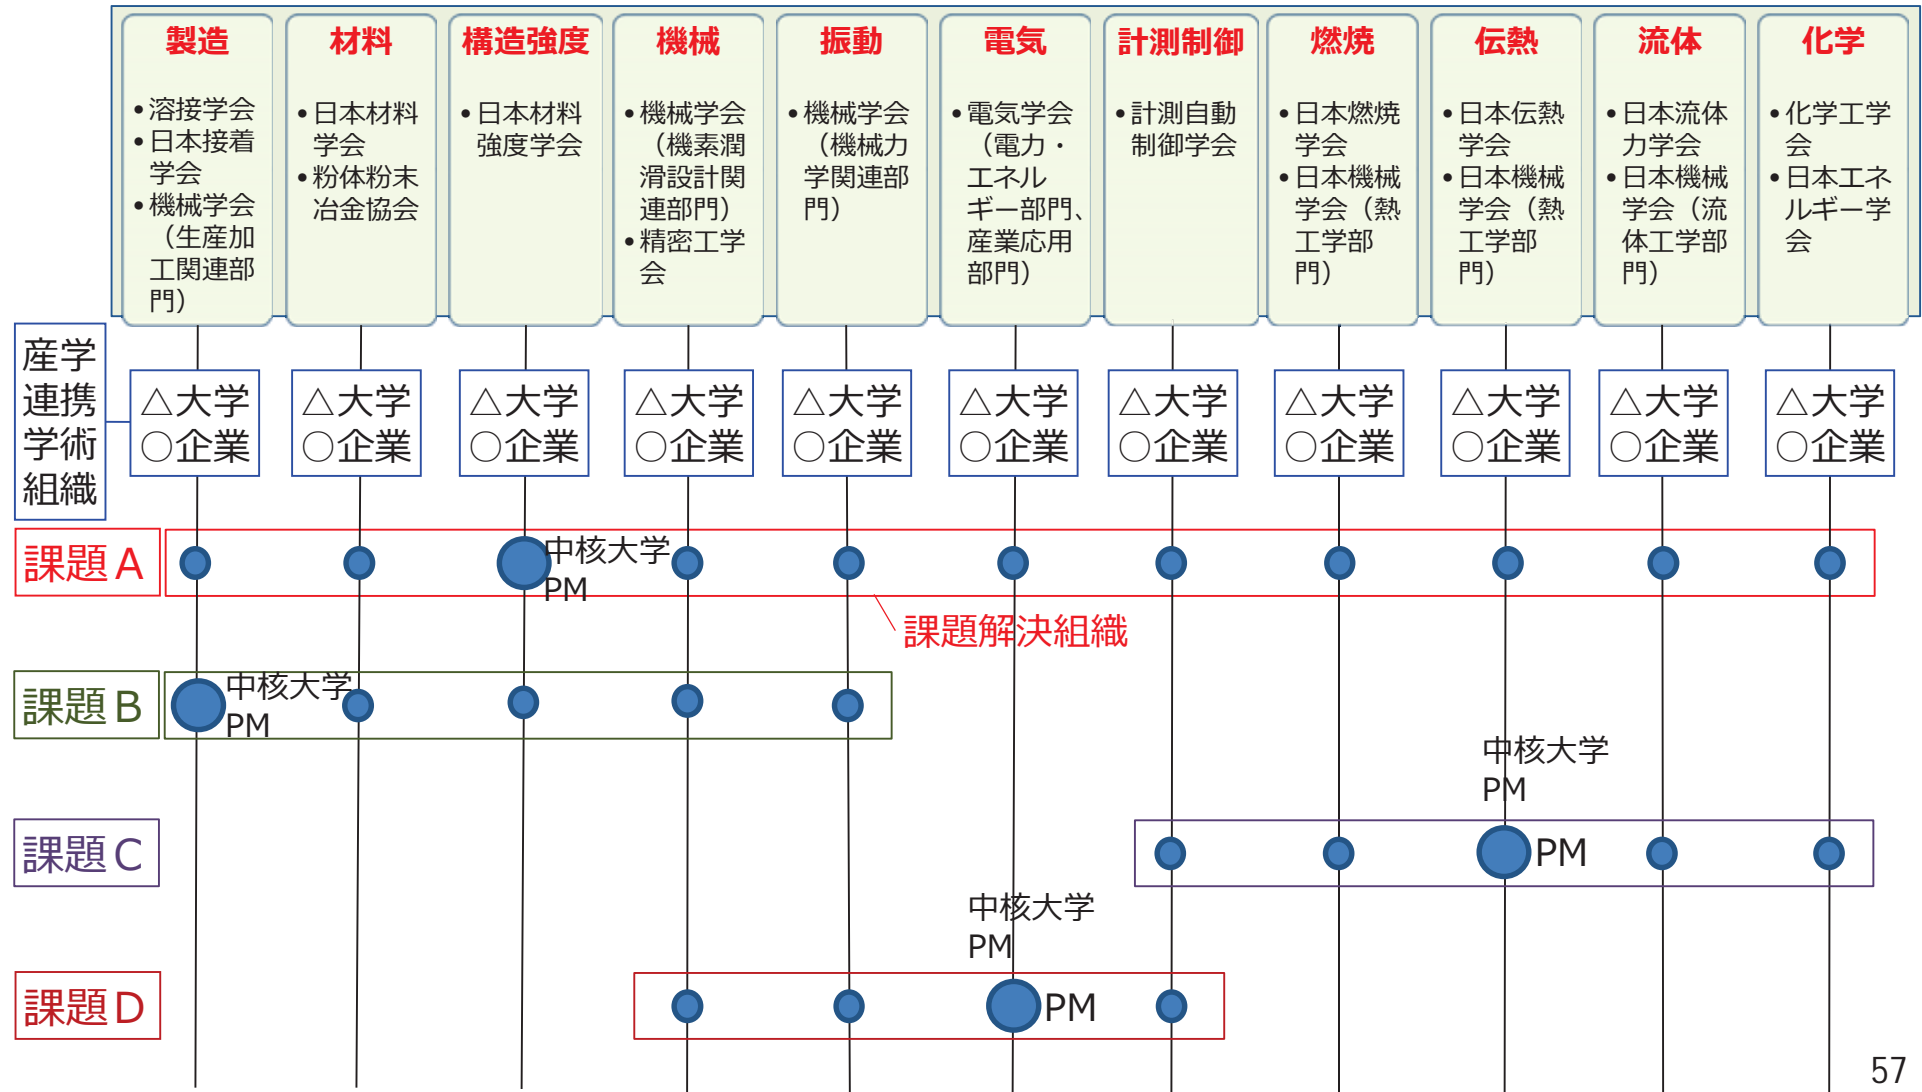 製造
• 溶接学会
• 日本接着
学会
• 機械学会
（生産加
工関連部
門）
材料
• 日本材料
学会
• 粉体粉末
冶金協会
構造強度
• 日本材料
強度学会
機械
• 機械学会
（機素潤
滑設計関
連部門）
• 精密工学
会
振動
• 機械学会
（機械力
学関連部
門）
電気
• 電気学会
（電力・
エネル
ギー部門、
産業応用
部門）
計測制御
• 計測自動
制御学会
燃焼
• 日本燃焼
学会
• 日本機械
学会（熱
工学部
門）
伝熱
• 日本伝熱
学会
• 日本機械
学会（熱
工学部
門）
流体
• 日本流体
力学会
• 日本機械
学会（流
体工学部
門）
化学
• 化学工学
会
• 日本エネ
ルギー学
会
産学
連携
学術
組織
△大学
○企業
△大学
○企業
△大学
○企業
△大学
○企業
△大学
○企業
△大学
○企業
△大学
○企業
△大学
○企業
△大学
○企業
△大学
○企業
△大学
○企業
課題A
中核大学
PM
課題解決組織
課題B
中核大学
PM
中核大学
PM
課題C
PM
中核大学
PM
課題D
PM
57